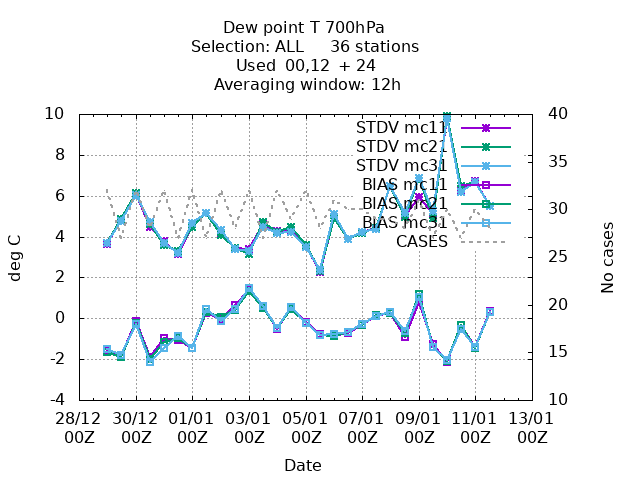 Dew point T 700hPa
Selection: ALL     36 stations
Used  00,12  + 24
Averaging window: 12h
10
8
6
4
2
0
-2
-4
40
35
30
25
20
15
10
deg C
No cases
STDV mc11
STDV mc21
STDV mc31
BIAS mc11
BIAS mc21
BIAS mc31
CASES
28/12 30/12 01/01 03/01 05/01 07/01 09/01 11/01 13/01
00Z 00Z 00Z 00Z 00Z 00Z 00Z 00Z 00Z
Date